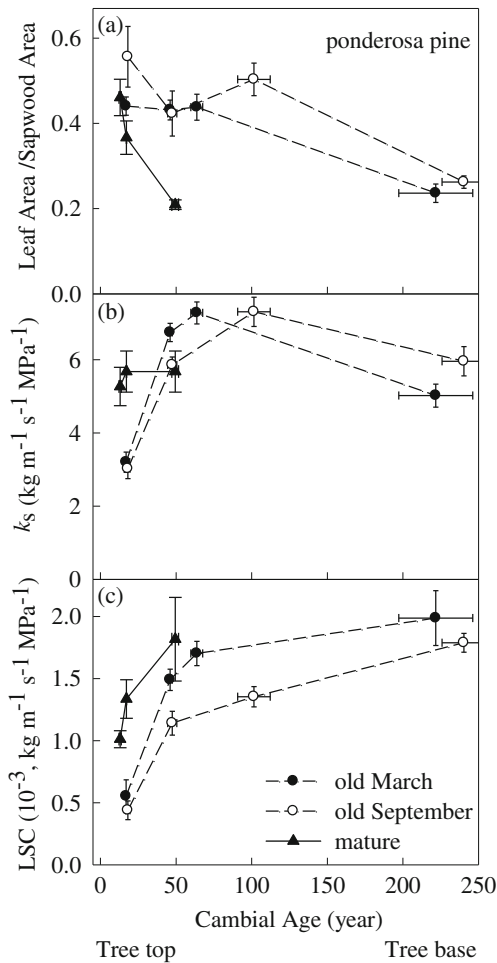 (a)
ponderosa pine
Leaf Area /Sapwood Area
0.6
0.4
0.2
0.0
(b)
kS (kg m-1 s-1 MPa-1)
6
4
2
0
(c)
LSC (10-3, kg m-1 s-1 MPa-1)
2.0
1.5
1.0
0.5
0.0
old March
old September
mature
0 50 100 150 200 250
Cambial Age (year)
Tree top Tree base